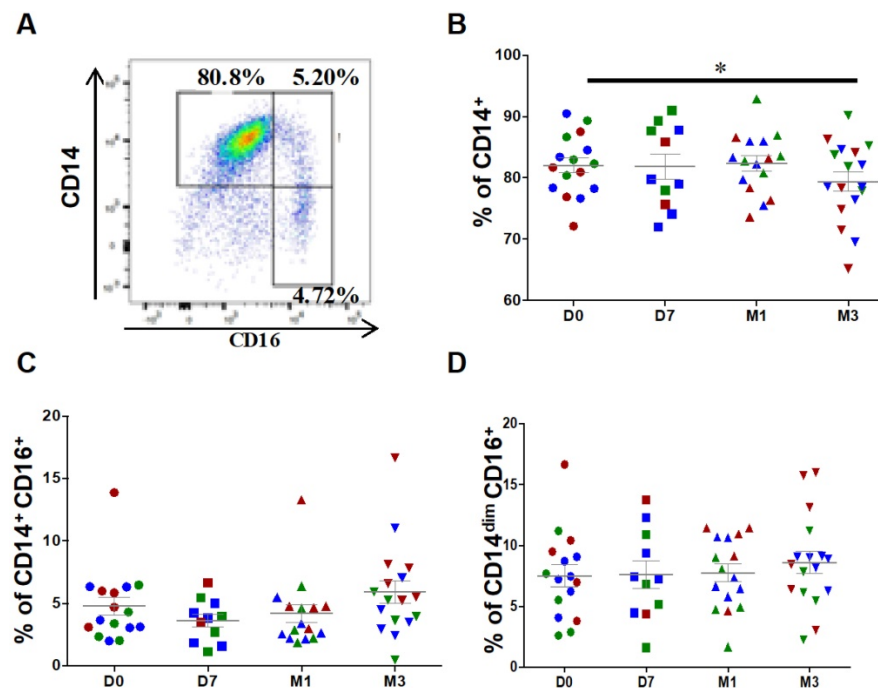 A
80.8%
5.20%
CD14
4.72%
CD16
B
100
90
80
70
60
% of CD14+
*
D0
D7
M1
M3
C
20
15
10
5
0
% of CD14+ CD16+
D0
D7
M1
M3
D
20
15
10
5
0
% of CD14dim CD16+
D0
D7
M1
M3